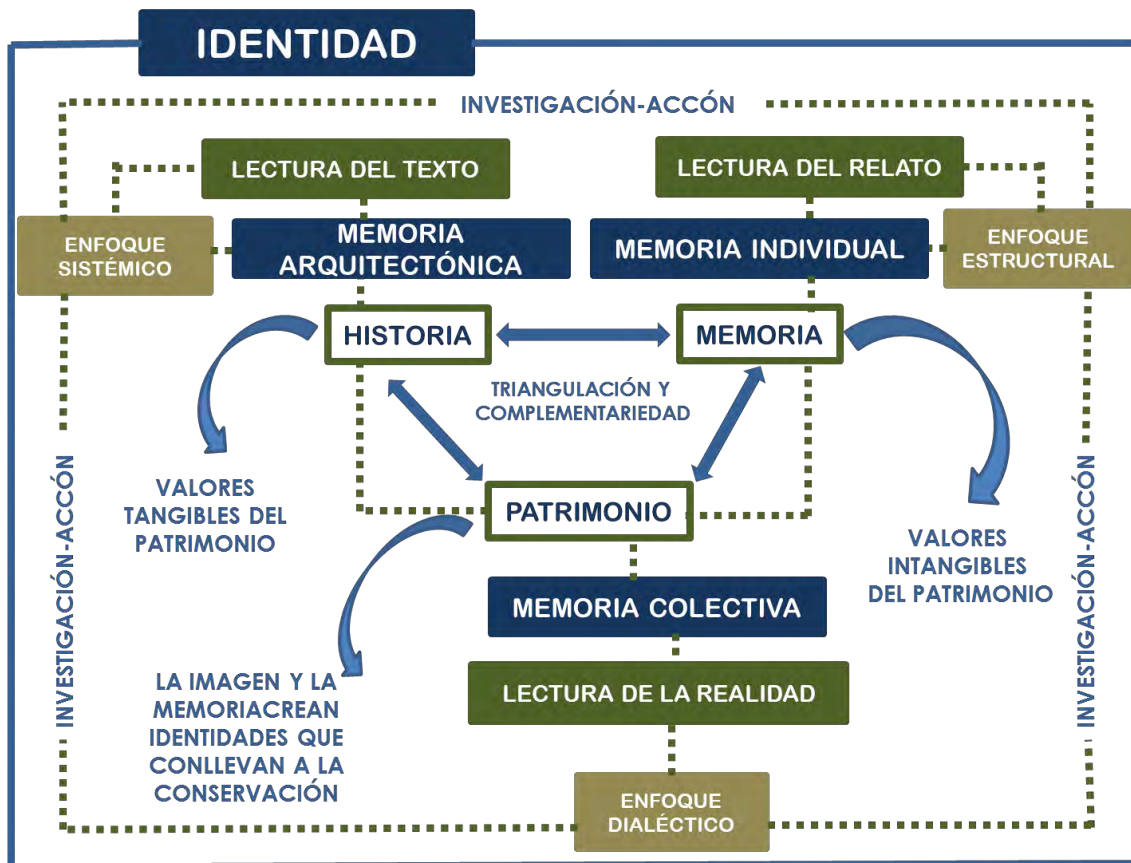 IDENTIDAD
INVESTIGACIÓN-ACCÓN
LECTURA DEL TEXTO
LECTURA DEL RELATO
ENFOQUE
SISTÉMICO
MEMORIA
ARQUITECTÓNICA
MEMORIA INDIVIDUAL
ENFOQUE
ESTRUCTURAL
HISTORIA
MEMORIA
TRIANGULACIÓN Y
COMPLEMENTARIEDAD
INVESTIGACIÓN-ACCÓN
VALORES
TANGIBLES DEL
PATRIMONIO
PATRIMONIO
VALORES
INTANGIBLES
DEL PATRIMONIO
INVESTIGACIÓN-ACCÓN
MEMORIA COLECTIVA
LA IMAGEN Y LA
MEMORIACREAN
IDENTIDADES QUE
CONLLEVAN A LA
CONSERVACIÓN
LECTURA DE LA REALIDAD
ENFOQUE
DIALÉCTICO